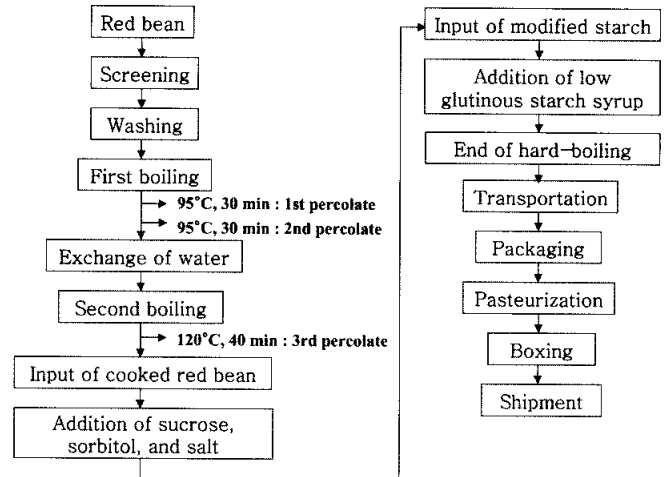 Red bean
Screening
Washing
First boiling
95°C, 30 min : 1st percolate
95°C, 30 min : 2nd percolate
Exchange of water
Second boiling
120°C, 40 min : 3rd percolate
Input of cooked red bean
Addition of sucrose,
sorbitol, and salt
Input of modified starch
Addition of low
glutinous starch syrup
End of hard-boiling
Transportation
Packaging
Pasteurization
Boxing
Shipment